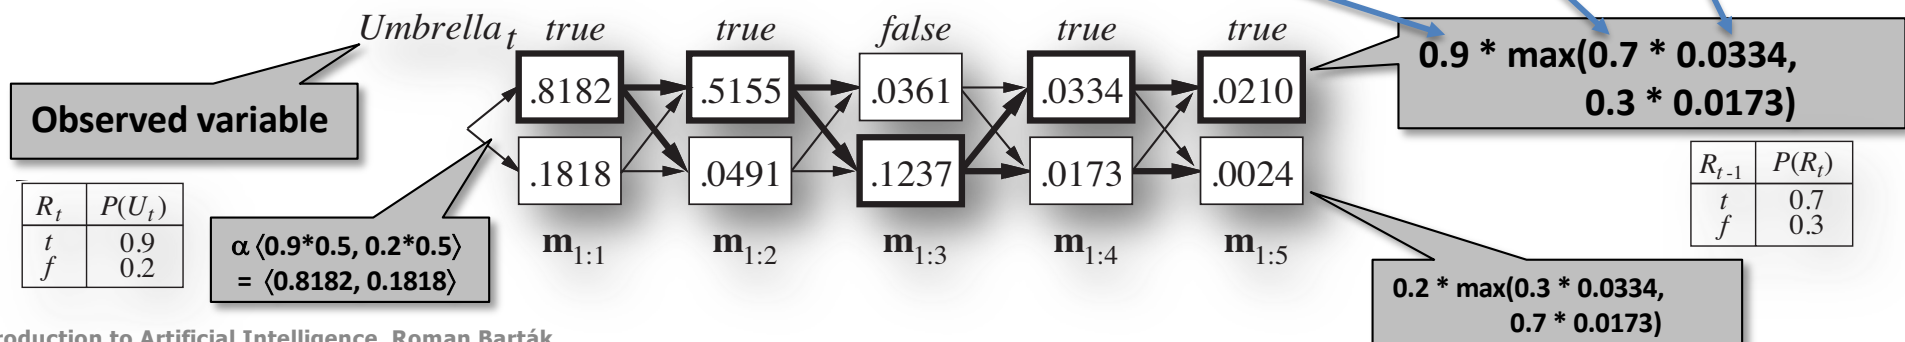 Umbrella_t true true false true true
.8182 .5155 .0361 .0334 .0210
.1818 .0491 .1237 .0173 .0024
m_{1:1} m_{1:2} m_{1:3} m_{1:4} m_{1:5}
0.9 * max(0.7 * 0.0334,
0.3 * 0.0173)
Observed variable
R_t P(U_t)
t 0.9
f 0.2
α ⟨0.9*0.5, 0.2*0.5⟩
= ⟨0.8182, 0.1818⟩
R_{t-1} P(R_t)
t 0.7
f 0.3
0.2 * max(0.3 * 0.0334,
0.7 * 0.0173)
to Artificial Intelligence, Roman Barták